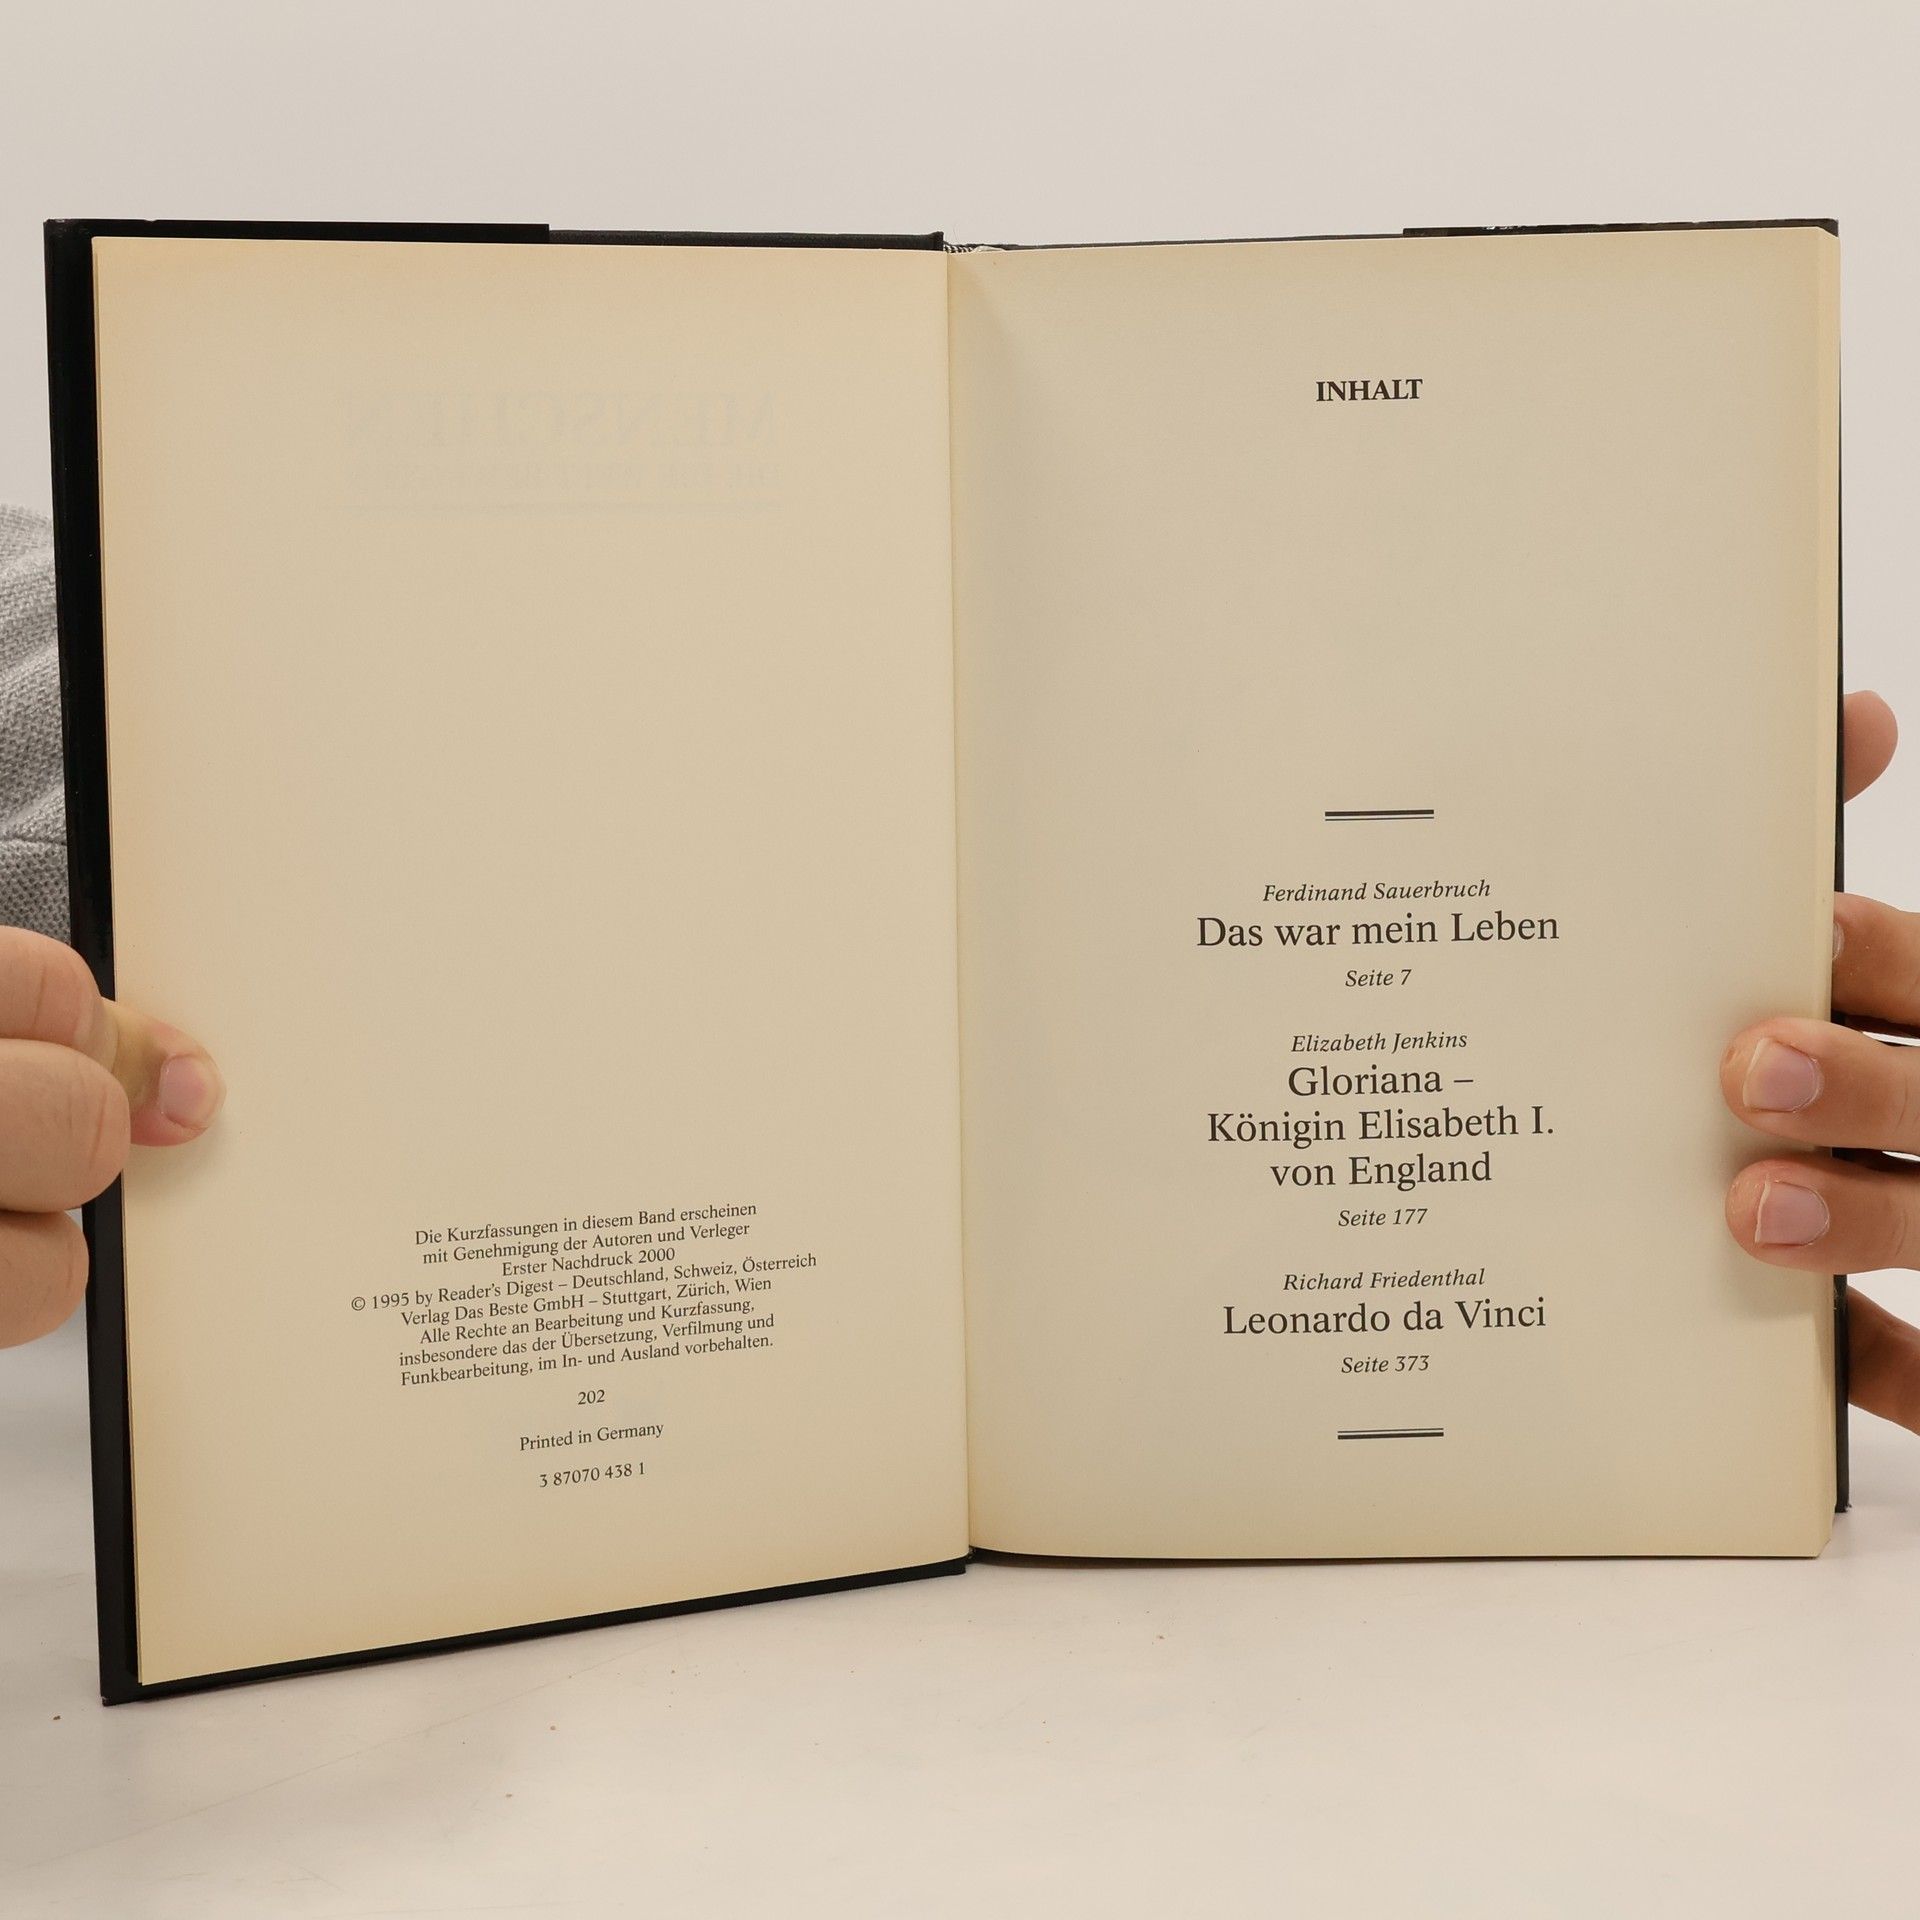 Die Kurzfassungen in diesem Band erscheinen
mit Genehmigung der Autoren und Verleger
Erster Nachdruck 2000
© 1995 by Reader's Digest – Deutschland, Schweiz, Österreich
Verlag Das Beste GmbH – Stuttgart, Zürich, Wien
Alle Rechte an Bearbeitung und Kurzfassung,
insbesondere das der Übersetzung, Verfilmung und
Funkbearbeitung, im In- und Ausland vorbehalten.
202
Printed in Germany
3 87070 438 1
INHALT
Ferdinand Sauerbruch
Das war mein Leben
Seite 7
Elizabeth Jenkins
Gloriana –
Königin Elisabeth I.
von England
Seite 177
Richard Friedenthal
Leonardo da Vinci
Seite 373